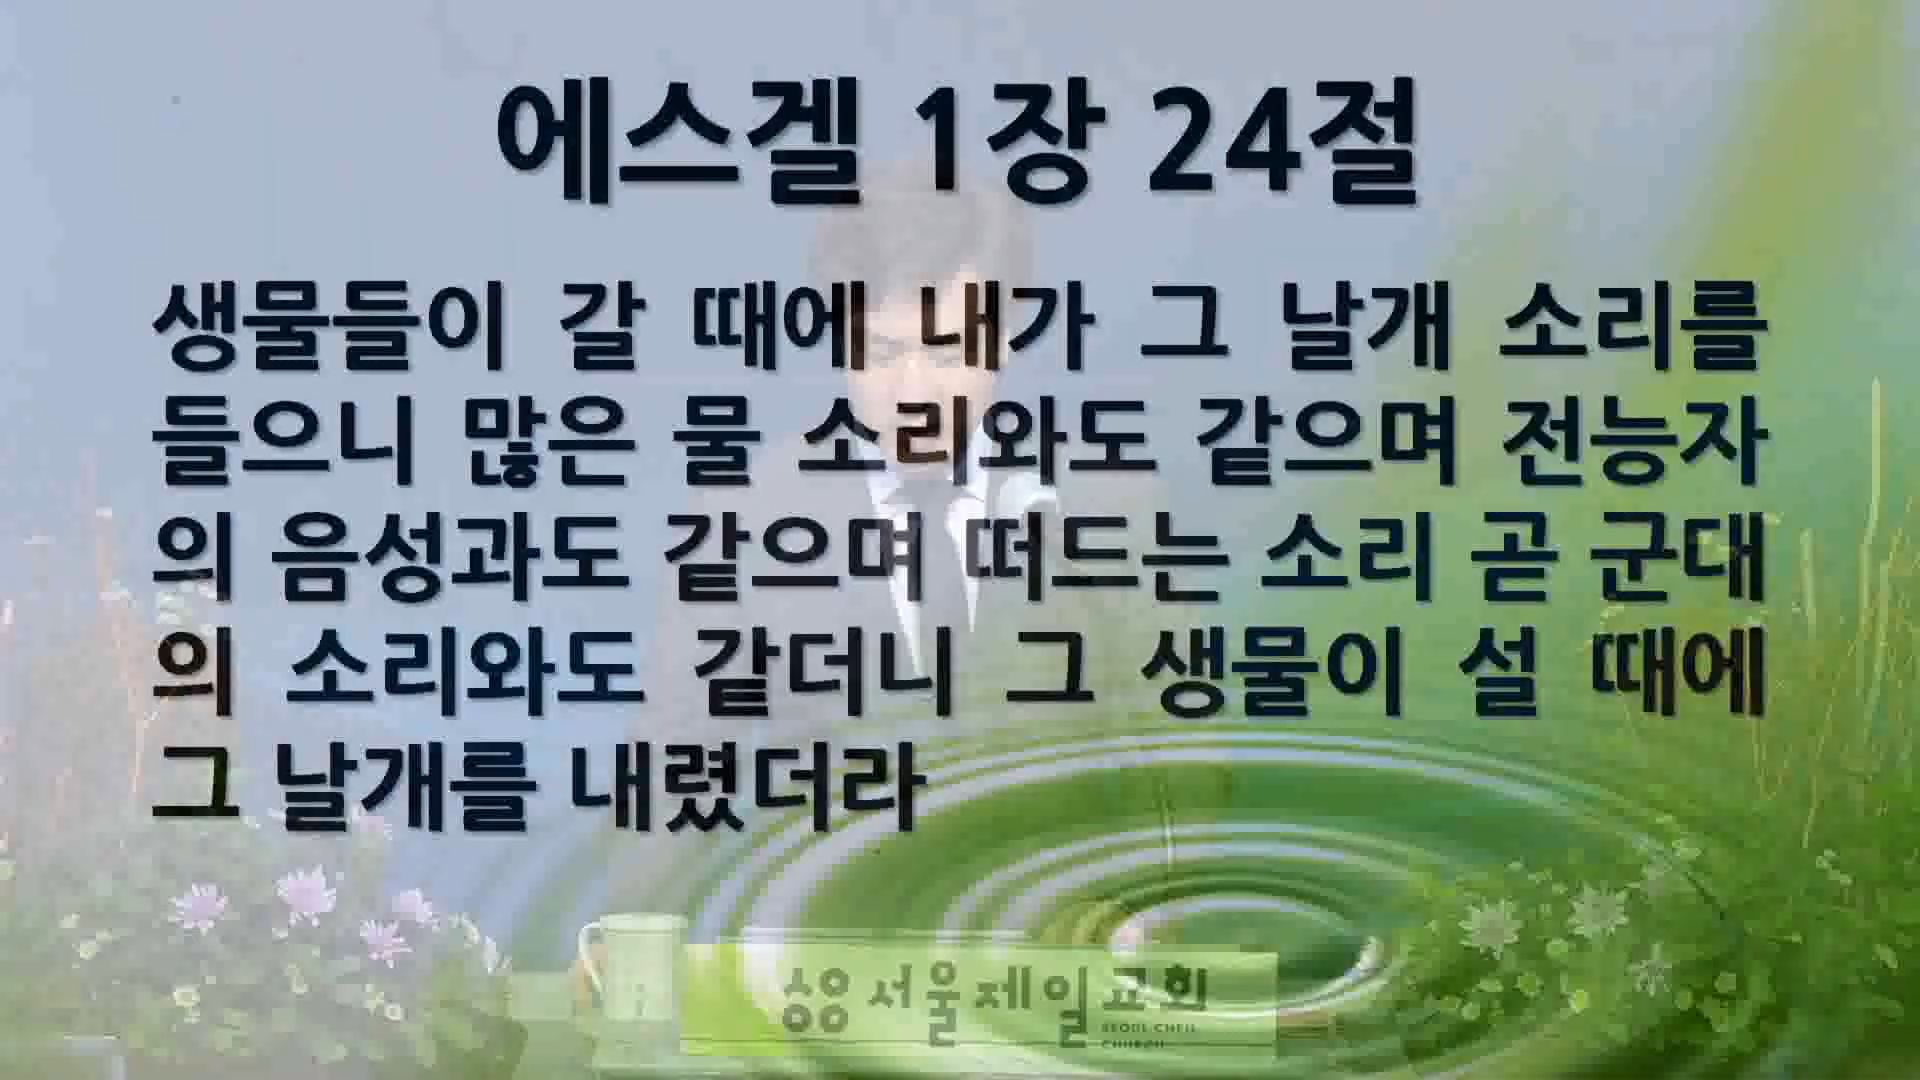 에스겔 1장 24절
생물들이 갈 때에 내가 그 날개 소리를
들으니 많은 물 소리와도 같으며 전능자
의 음성과도 같으며 떠드는 소리 곧 군대
의 소리와도 같더니 그 생물이 설 때에
그 날개를 내렸더라
서울제일교회
SEOUL CHEIL
CHURCH